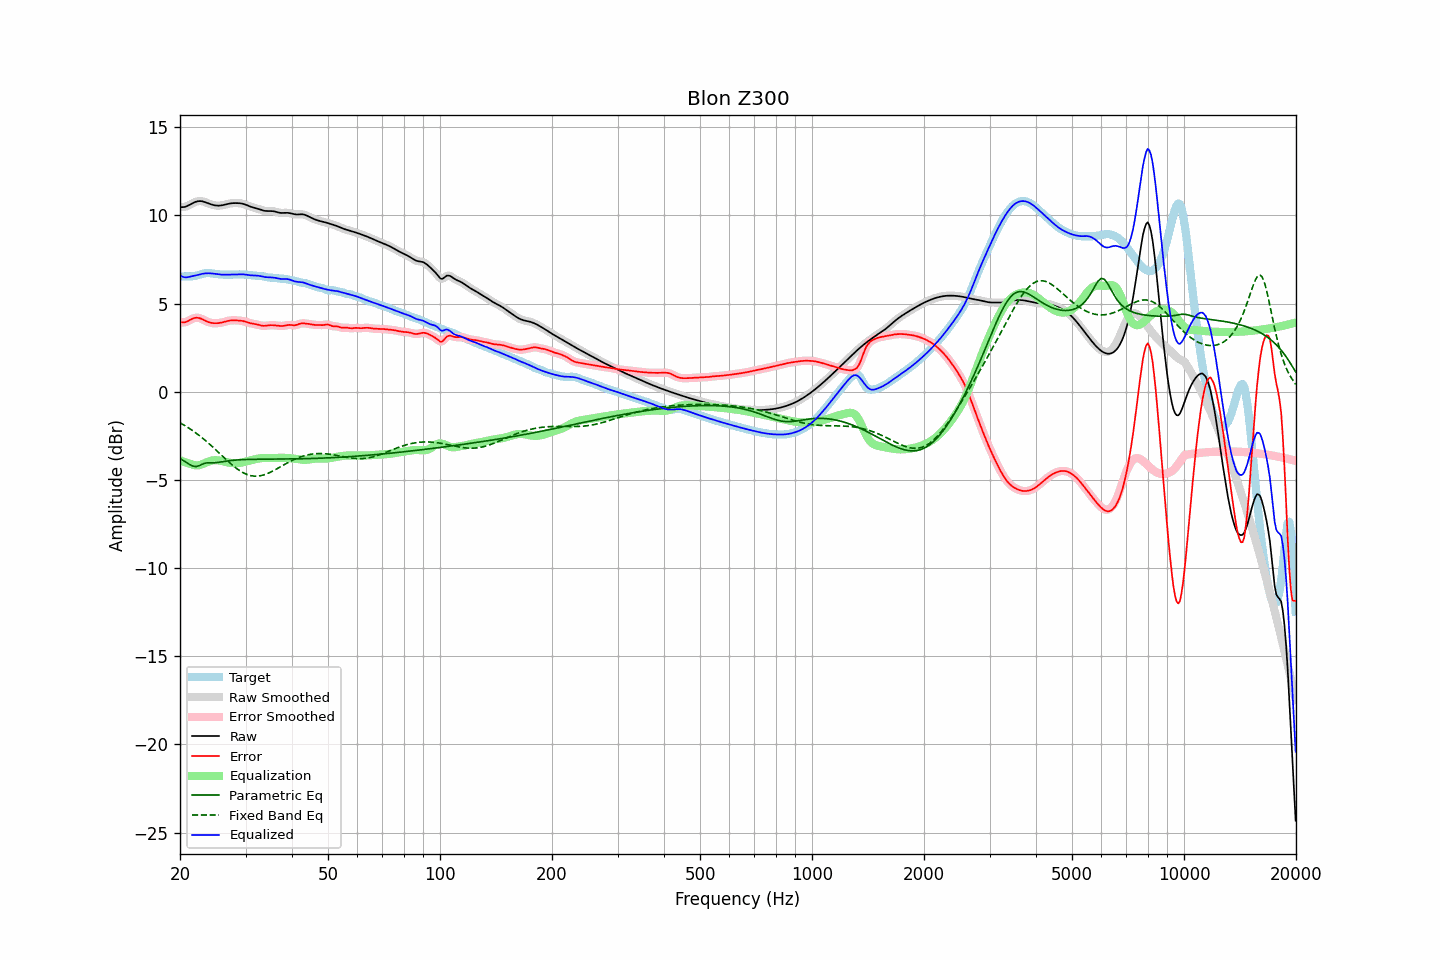 Blon Z300
Amplitude (dBr)
15
10
5
0
−5
−10
−15
−20
−25
Target
Raw Smoothed
Error Smoothed
Raw
Error
Equalization
Parametric Eq
Fixed Band Eq
Equalized
20 50 100 200 500 1000 2000 5000 10000 20000
Frequency (Hz)